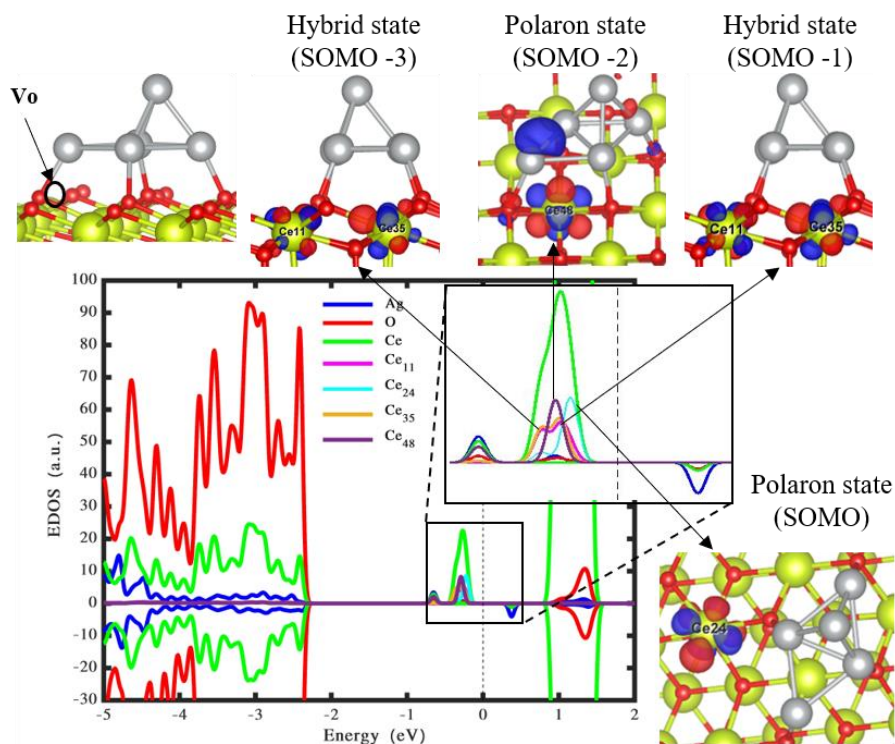 Hybrid state
(SOMO -3)
Polaron state
(SOMO -2)
Hybrid state
(SOMO -1)
Vo
Ce11
Ce35
Ce48
Ce11
Ce35
100
90
80
70
60
50
40
30
20
10
0
-10
-20
-30
EDOS (a.u.)
Ag
O
Ce
Ce11
Ce24
Ce35
Ce48
Polaron state
(SOMO)
Ce24
-5
-4
-3
-2
-1
0
1
2
Energy (eV)